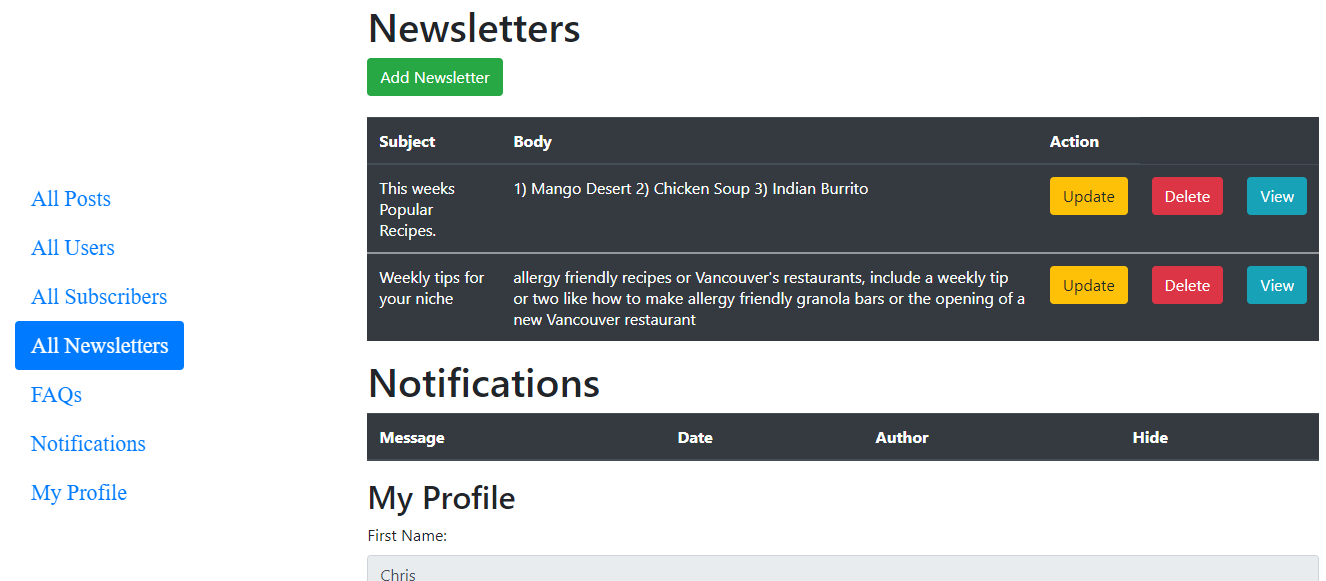 All Posts
All Users
All Subscribers
All Newsletters
FAQs
Notifications
My Profile
Newsletters
Add Newsletter
Subject Body Action
This weeks
Popular
Recipes.
1) Mango Desert 2) Chicken Soup 3) Indian Burrito
Update Delete View
Weekly tips for
your niche
allergy friendly recipes or Vancouver's restaurants, include a weekly tip
or two like how to make allergy friendly granola bars or the opening of a
new Vancouver restaurant
Update Delete View
Notifications
Message Date Author Hide
My Profile
First Name:
Chris